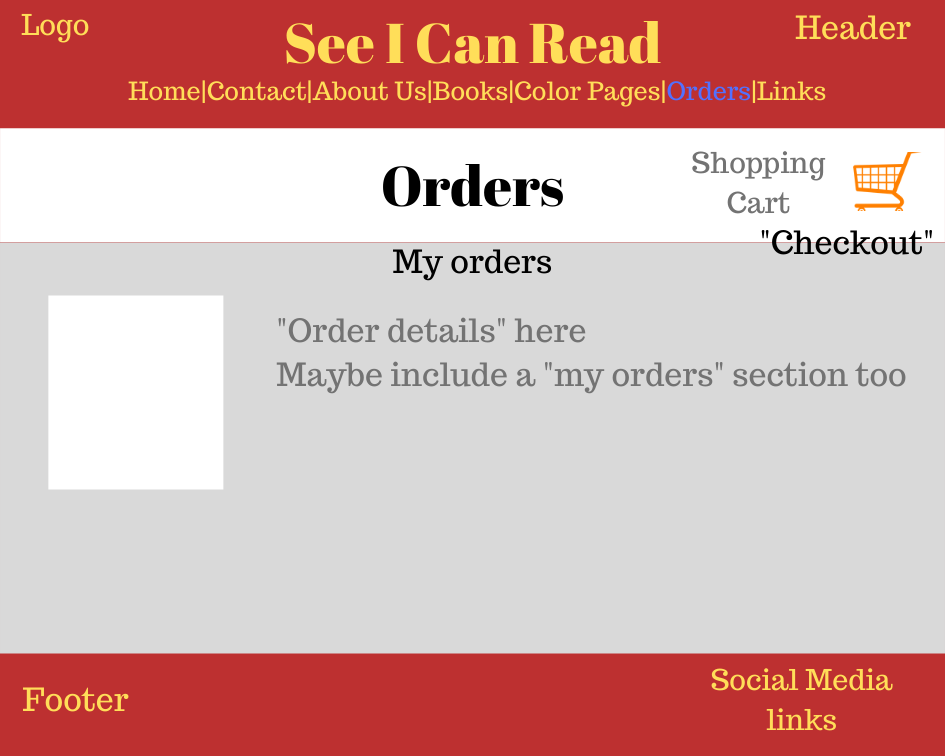 Logo
See I Can Read
Header
Home|Contact|About Us|Books|Color Pages|Orders|Links
Orders
Shopping
Cart
"Checkout"
My orders
"Order details" here
Maybe include a "my orders" section too
Footer
Social Media
links